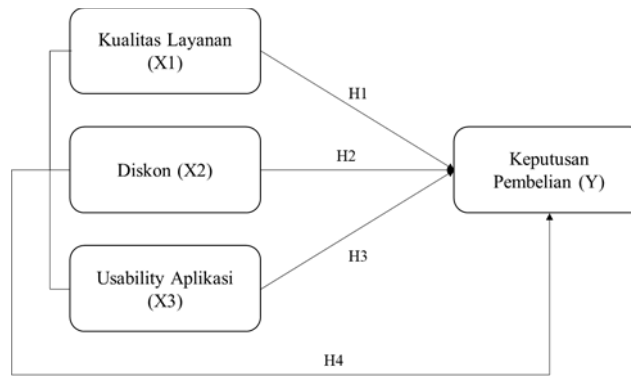 Kualitas Layanan
(X1)
H1
Diskon (X2)
H2
Keputusan
Pembelian (Y)
Usability Aplikasi
(X3)
H3
H4